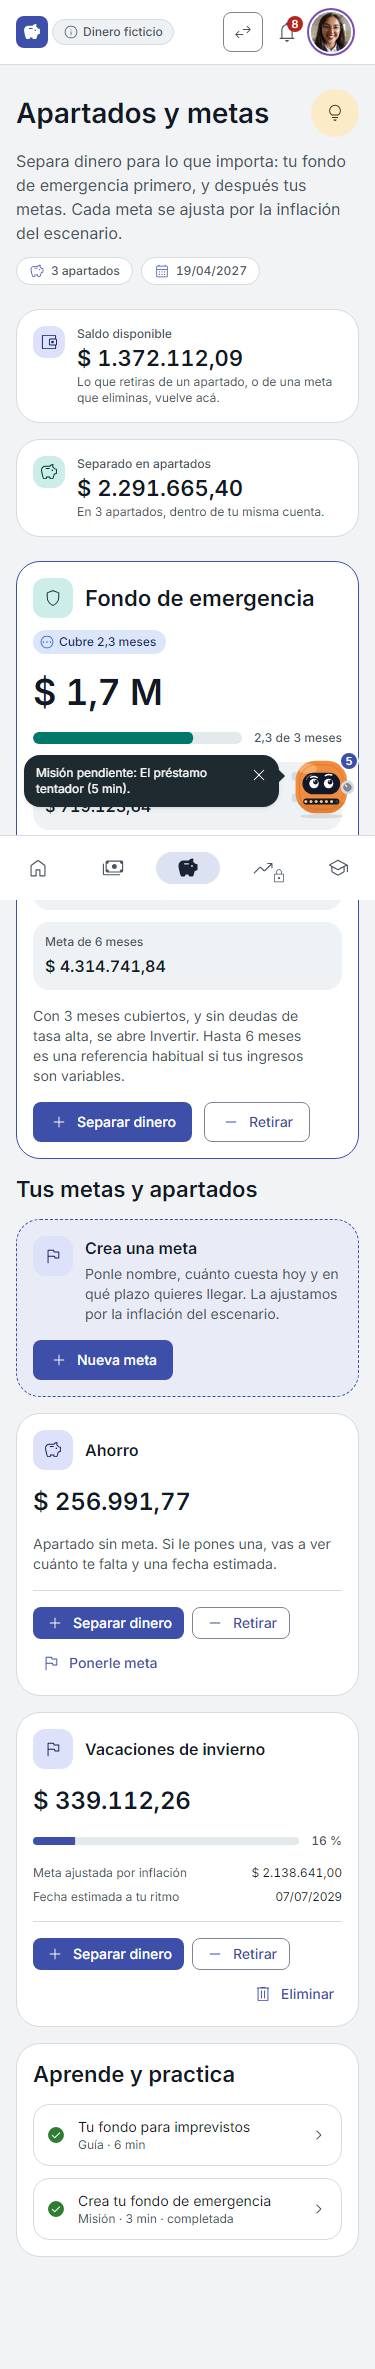 Dinero ficticio
8
Apartados y metas
Separa dinero para lo que importa: tu fondo
de emergencia primero, y después tus
metas. Cada meta se ajusta por la inflación
del escenario.
3 apartados
19/04/2027
Saldo disponible
$ 1.372.112,09
Lo que retiras de un apartado, o de una meta
que eliminas, vuelve acá.
Separado en apartados
$ 2.291.665,40
En 3 apartados, dentro de tu misma cuenta.
Fondo de emergencia
Cubre 2,3 meses
$ 1,7 M
2,3 de 3 meses
Misión pendiente: El préstamo
tentador (5 min).
5
Meta de 6 meses
$ 4.314.741,84
Con 3 meses cubiertos, y sin deudas de
tasa alta, se abre Invertir. Hasta 6 meses
es una referencia habitual si tus ingresos
son variables.
Separar dinero
Retirar
Tus metas y apartados
Crea una meta
Ponle nombre, cuánto cuesta hoy y en
qué plazo quieres llegar. La ajustamos
por la inflación del escenario.
Nueva meta
Ahorro
$ 256.991,77
Apartado sin meta. Si le pones una, vas a ver
cuánto te falta y una fecha estimada.
Separar dinero
Retirar
Ponerle meta
Vacaciones de invierno
$ 339.112,26
16 %
Meta ajustada por inflación $ 2.138.641,00
Fecha estimada a tu ritmo 07/07/2029
Separar dinero
Retirar
Eliminar
Aprende y practica
Tu fondo para imprevistos
Guía · 6 min
Crea tu fondo de emergencia
Misión · 3 min · completada